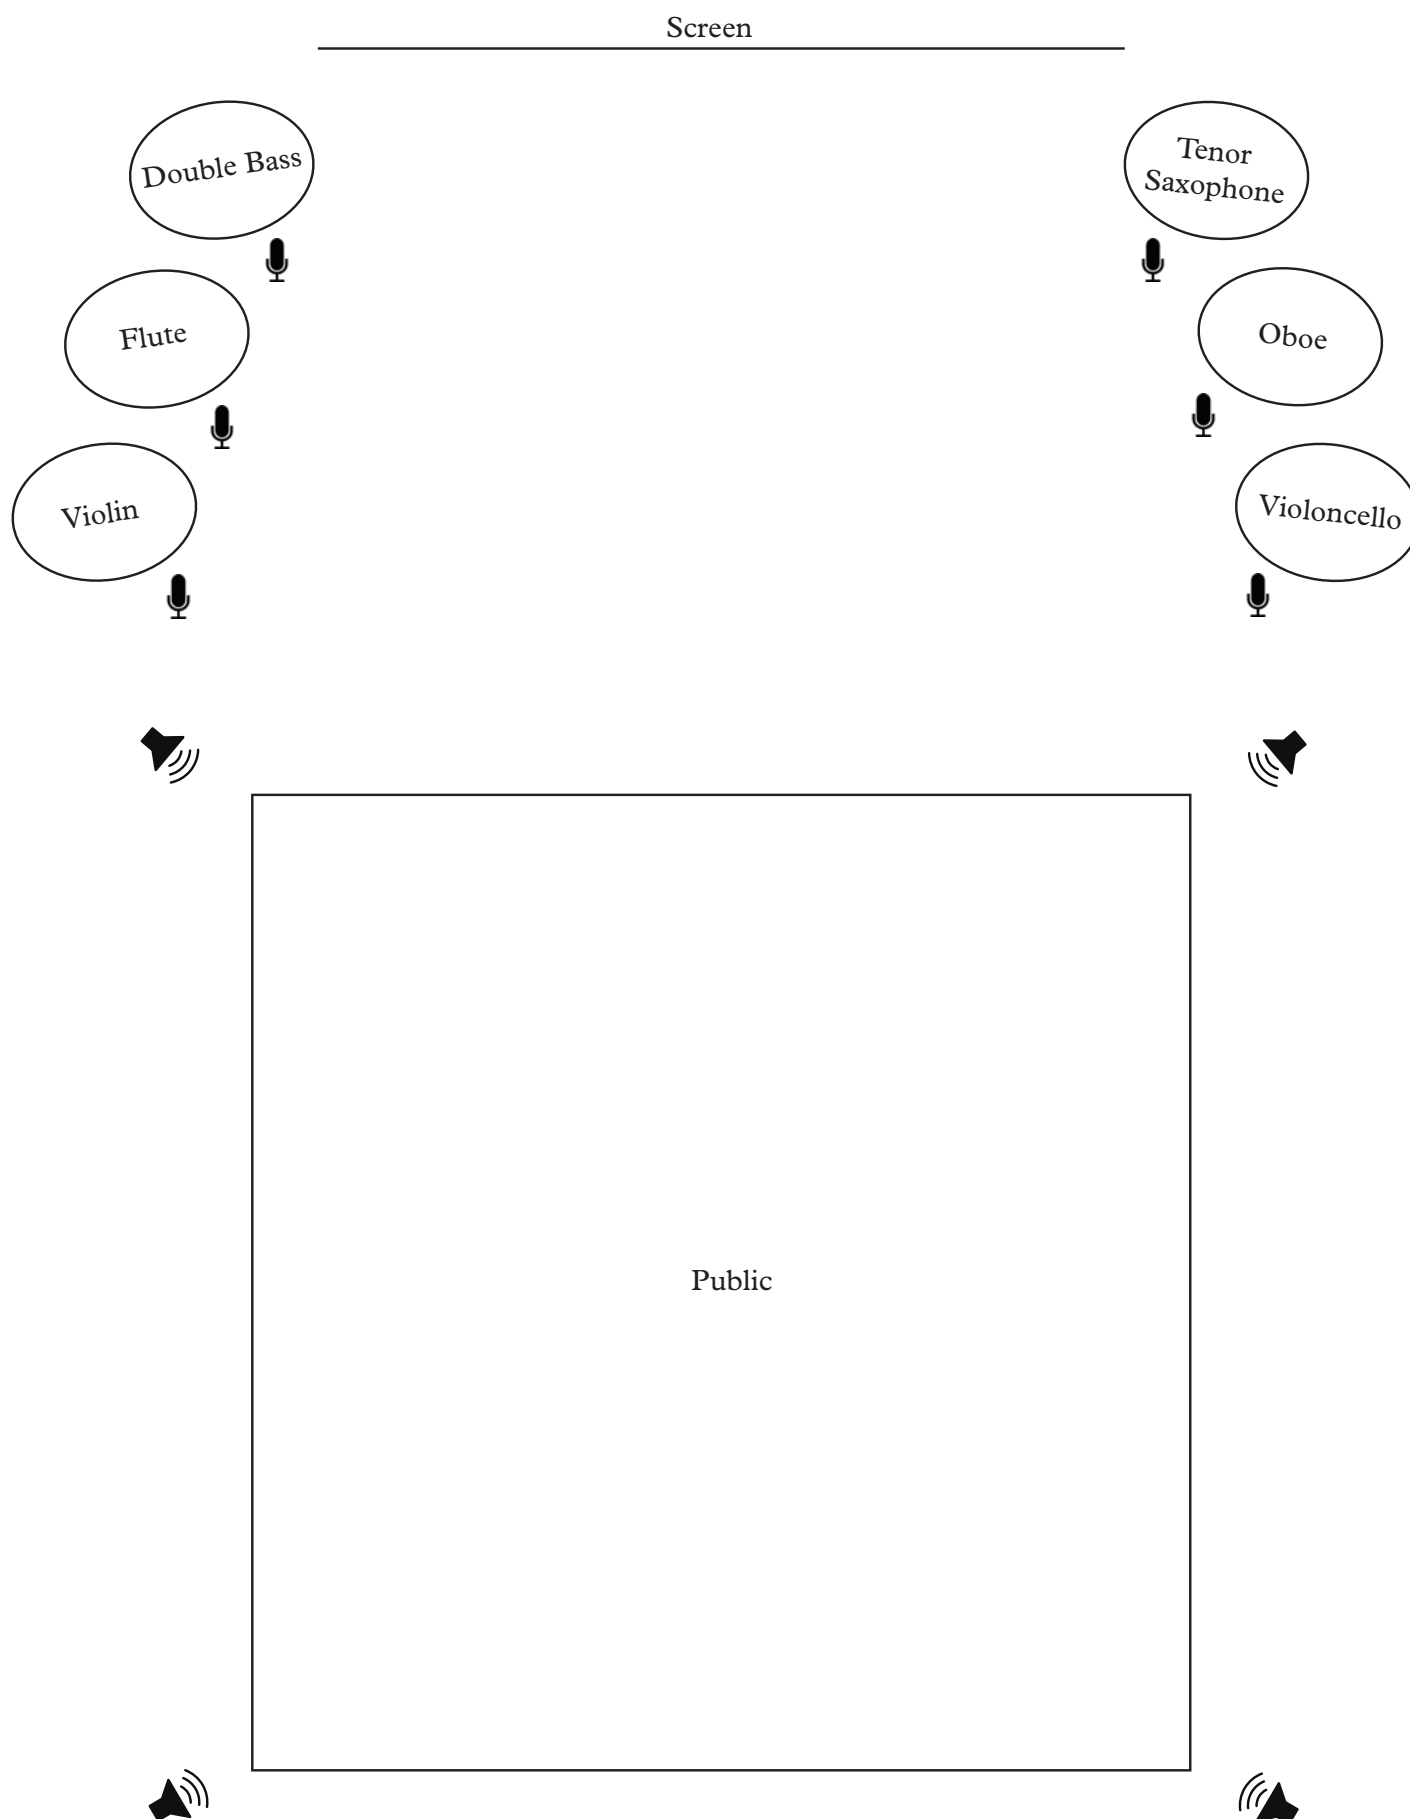 Screen
Double Bass
Tenor
Saxophone
Flute
Oboe
Violin
Violoncello
Public